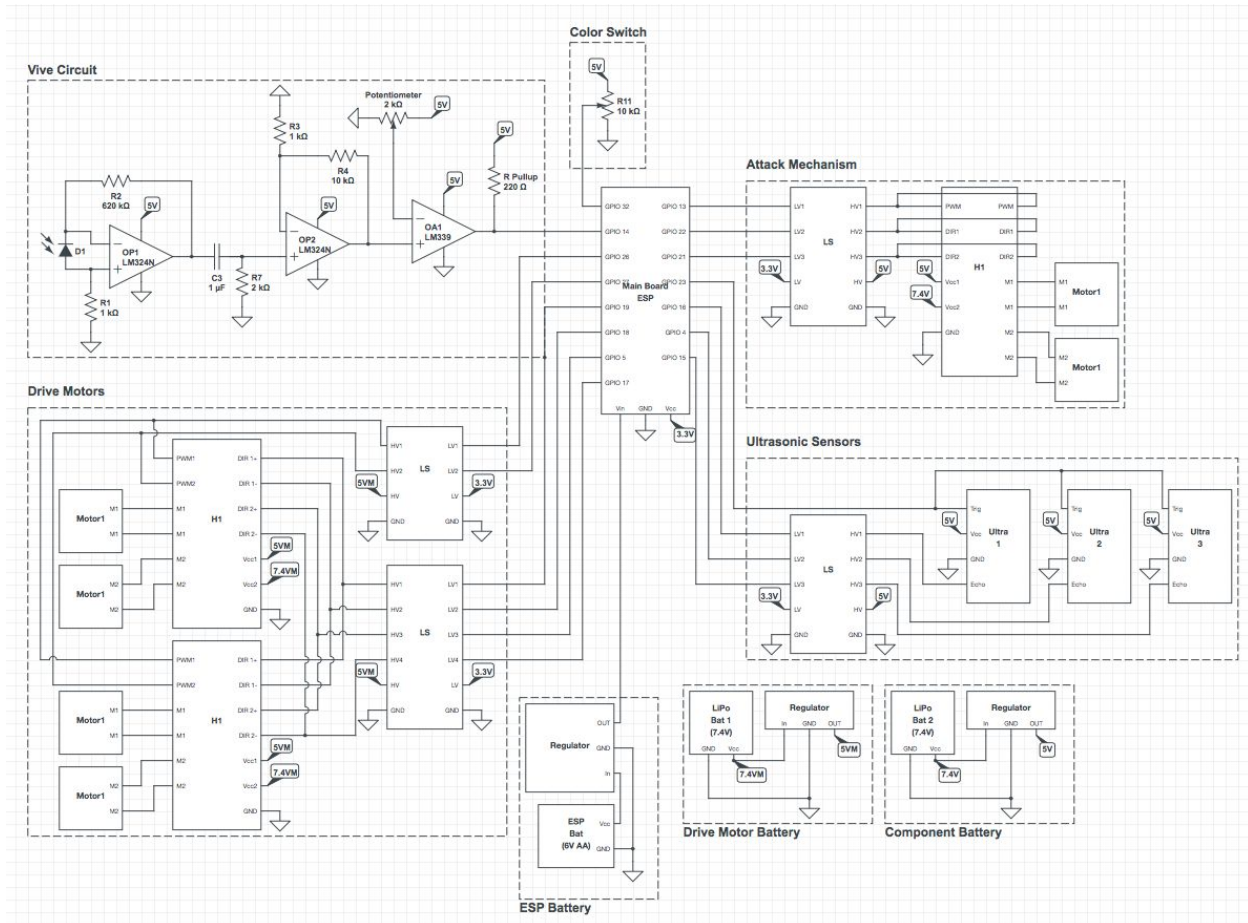 Color Switch
5V
R11
10 kΩ
Vive Circuit
R3
1 kΩ
Potentiometer
2 kΩ
5V
5V
R4
10 kΩ
5V
R Pullup
220 Ω
R2
620 kΩ
5V
5V
D1
OP1
LM324N
C3
1 µF
R7
2 kΩ
OP2
LM324N
OA1
LM339
R1
1 kΩ
GPIO 32
GPIO 14
GPIO 26
GPIO 19
GPIO 18
GPIO 5
GPIO 17
Main Board
ESP
GPIO 13
GPIO 22
GPIO 21
GPIO 23
GPIO 16
GPIO 4
GPIO 15
Vin
GND
Vcc
3.3V
Attack Mechanism
LV1
LV2
LV3
LV
GND
3.3V
LS
HV1
HV2
HV3
HV
GND
5V
PWM
DIR1
DIR2
Vcc1
Vcc2
GND
5V
7.4V
H1
PWM
DIR1
DIR2
M1
M1
M2
M2
M1
M1
Motor1
M2
M2
Motor1
Drive Motors
PWM1
PWM2
M1
M1
M2
M2
H1
DIR 1+
DIR 1-
DIR 2+
DIR 2-
Vcc1
Vcc2
GND
5VM
7.4VM
Motor1
M1
M1
Motor1
M2
M2
HV1
HV2
HV
GND
5VM
LS
LV1
LV2
LV
GND
3.3V
HV1
HV2
HV3
HV4
HV
GND
5VM
LS
LV1
LV2
LV3
LV4
LV
GND
3.3V
PWM1
PWM2
M1
M1
M2
M2
H1
DIR 1+
DIR 1-
DIR 2+
DIR 2-
Vcc1
Vcc2
GND
5VM
7.4VM
Motor1
M1
M1
Motor1
M2
M2
Ultrasonic Sensors
LV1
LV2
LV3
LV
GND
3.3V
LS
HV1
HV2
HV3
HV
GND
5V
Trig
Vcc
GND
Echo
5V
Ultra
1
Trig
Vcc
GND
Echo
5V
Ultra
2
Trig
Vcc
GND
Echo
5V
Ultra
3
Regulator
OUT
GND
In
ESP
Bat
(6V AA)
Vcc
GND
ESP Battery
LiPo
Bat 1
(7.4V)
GND
Vcc
7.4VM
Regulator
In
GND
OUT
5VM
Drive Motor Battery
LiPo
Bat 2
(7.4V)
GND
Vcc
7.4V
Regulator
In
GND
OUT
5V
Component Battery